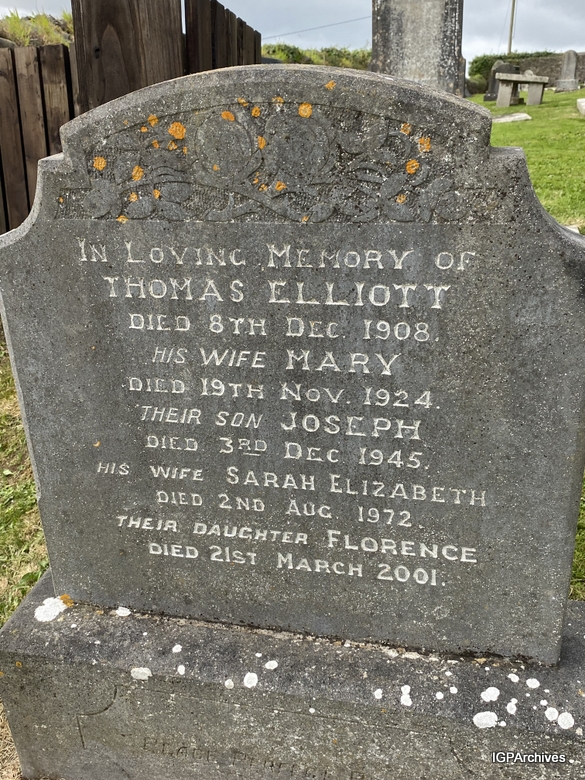 In Loving Memory of
THOMAS ELLIOTT
DIED 8TH DEC. 1908.
HIS WIFE MARY
DIED 19TH NOV. 1924.
THEIR SON JOSEPH
DIED 3RD DEC 1945.
HIS WIFE SARAH ELIZABETH
DIED 2ND AUG 1972.
THEIR DAUGHTER FLORENCE
DIED 21ST MARCH 2001.
IGPArchives